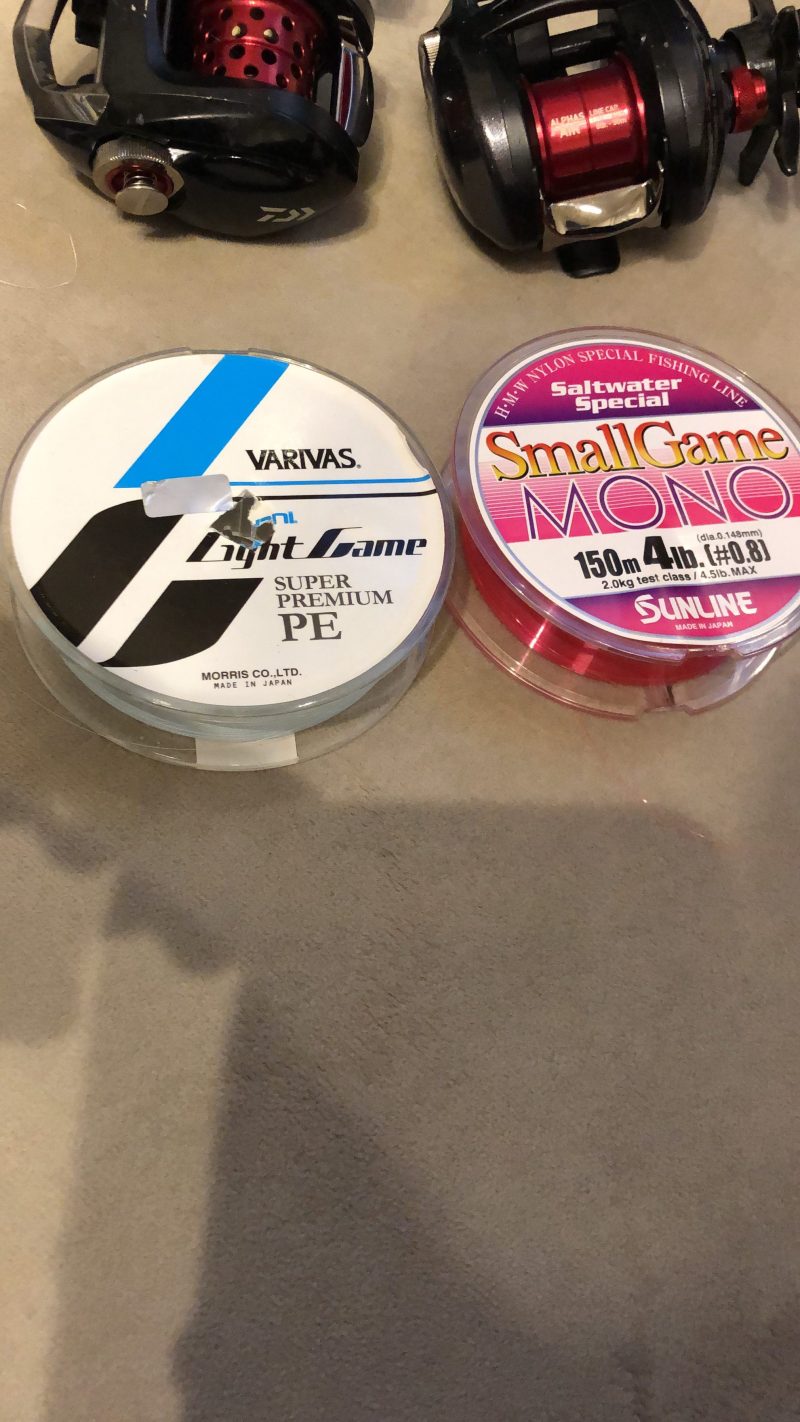 ALPHAS
AIR
LINE CAP
VARIVAS®
Light Game
SUPER
PREMIUM
PE
MORRIS CO.,LTD.
MADE IN JAPAN
H·M·W NYLON SPECIAL FISHING LINE
Saltwater
Special
SmallGame
MONO
(dia.0.148mm)
150m 4lb. (#0.8)
2.0kg test class / 4.5lb. MAX
SUNLINE
MADE IN JAPAN